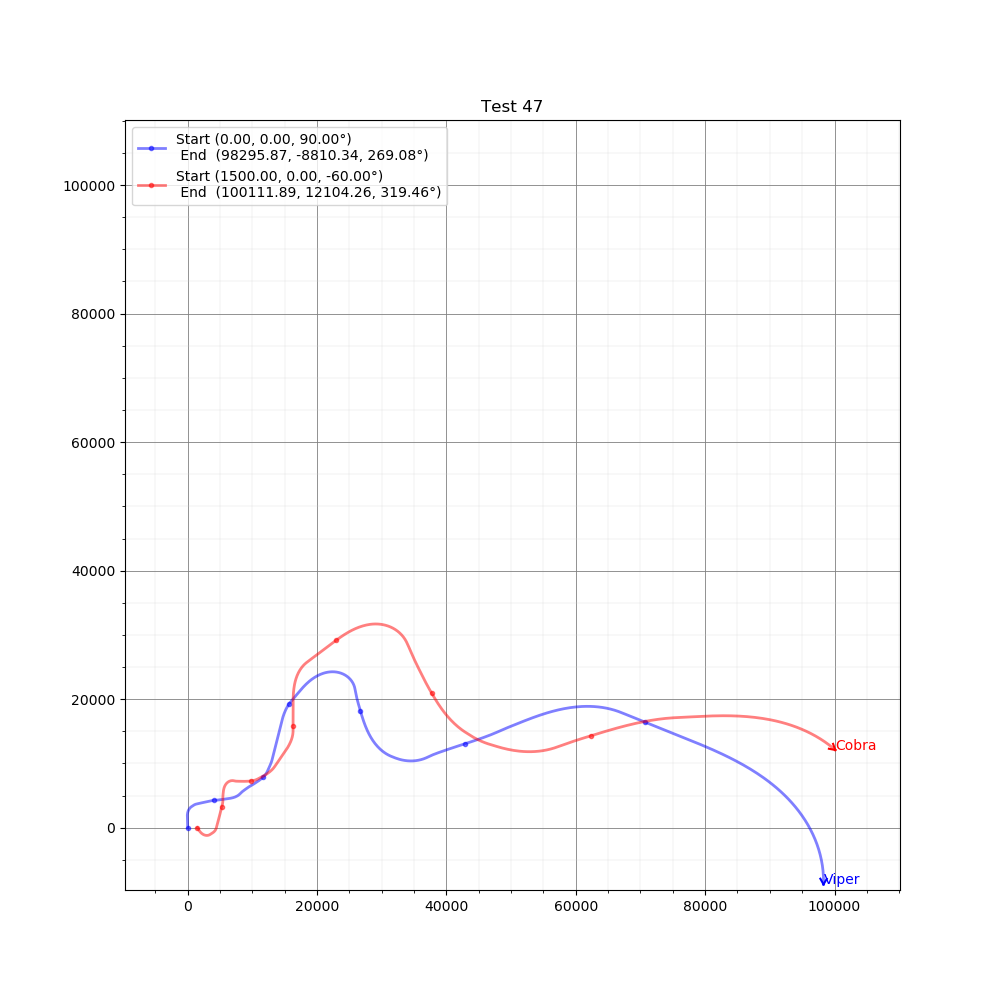 Test 47
Start (0.00, 0.00, 90.00°)
End  (98295.87, -8810.34, 269.08°)
Start (1500.00, 0.00, -60.00°)
End  (100111.89, 12104.26, 319.46°)
100000
80000
60000
40000
20000
0
Cobra
Viper
0 20000 40000 60000 80000 100000